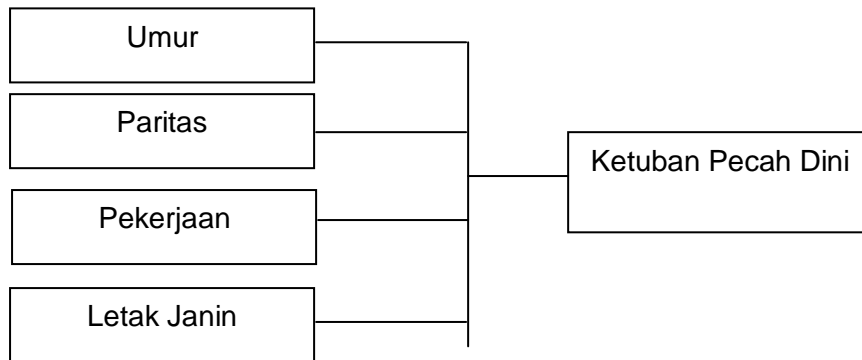 Umur
Paritas
Ketuban Pecah Dini
Pekerjaan
Letak Janin